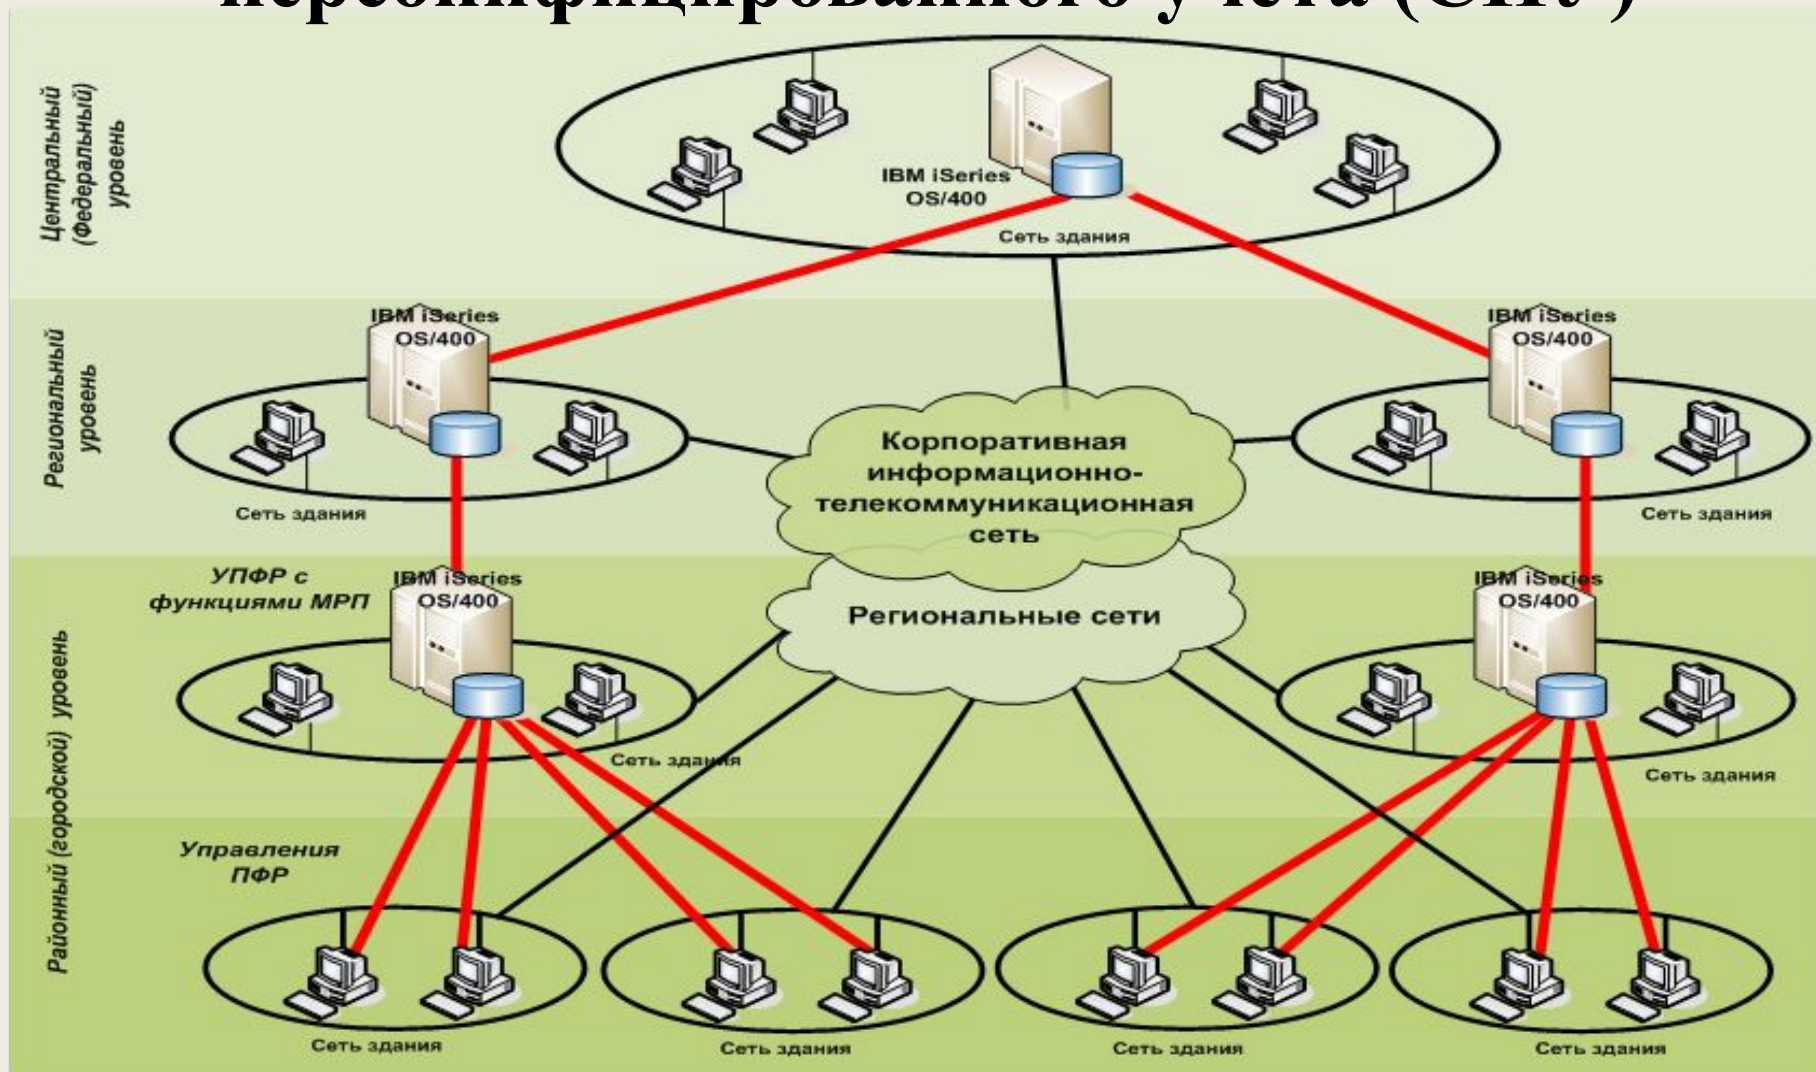 персонифицированного учета (СПУ)
Центральный
(Федеральный)
уровень
IBM iSeries
OS/400
Сеть здания
Региональный
уровень
IBM iSeries
OS/400
Сеть здания
IBM iSeries
OS/400
Сеть здания
Корпоративная
информационно-
телекоммуникационная
сеть
Региональные сети
Районный (городской) уровень
УПФР с
функциями МРП
IBM iSeries
OS/400
Сеть здания
IBM iSeries
OS/400
Сеть здания
Управления
ПФР
Сеть здания
Сеть здания
Сеть здания
Сеть здания